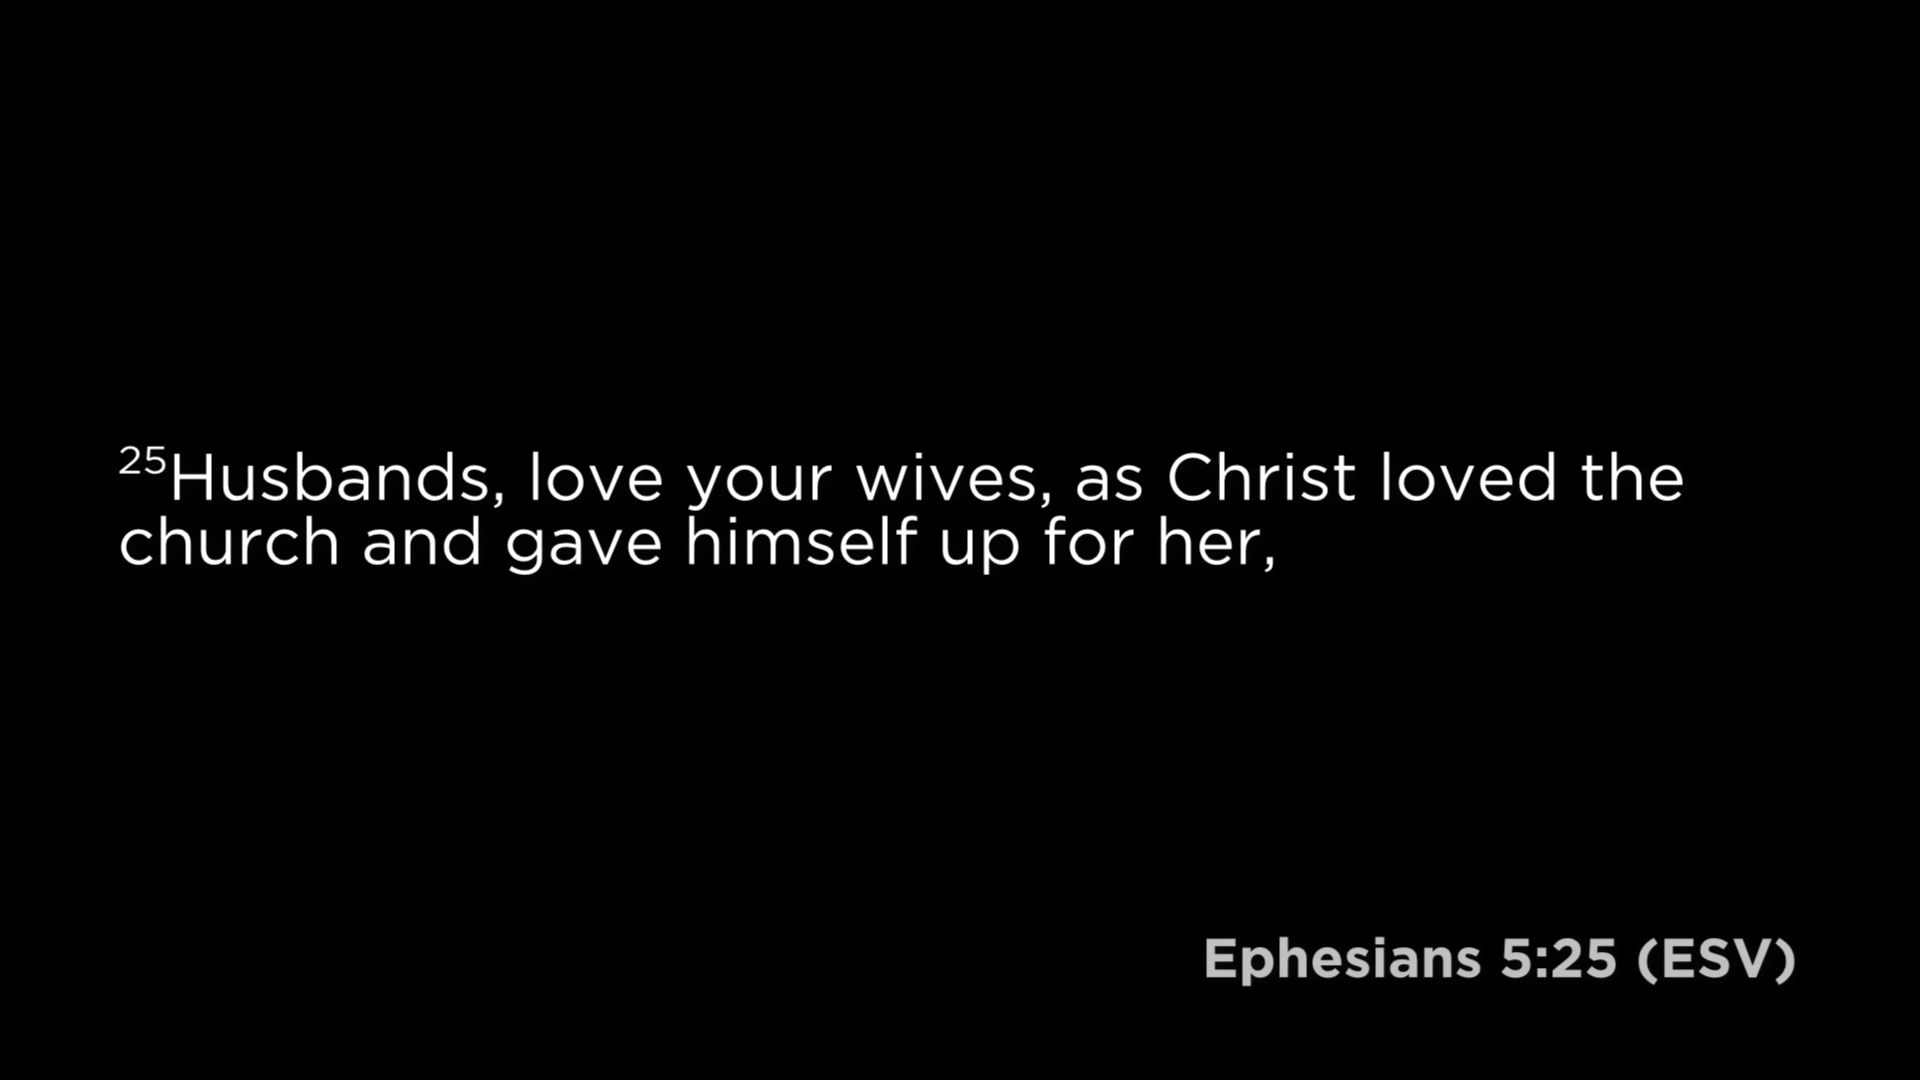 25Husbands, love your wives, as Christ loved the
church and gave himself up for her,
Ephesians 5:25 (ESV)